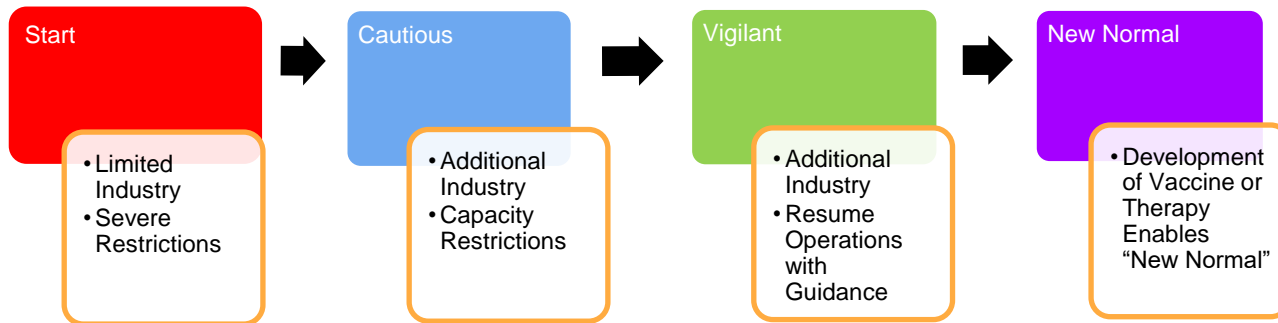 Start
• Limited
Industry
• Severe
Restrictions
Cautious
• Additional
Industry
• Capacity
Restrictions
Vigilant
• Additional
Industry
• Resume
Operations
with
Guidance
New Normal
• Development
of Vaccine or
Therapy
Enables
“New Normal”